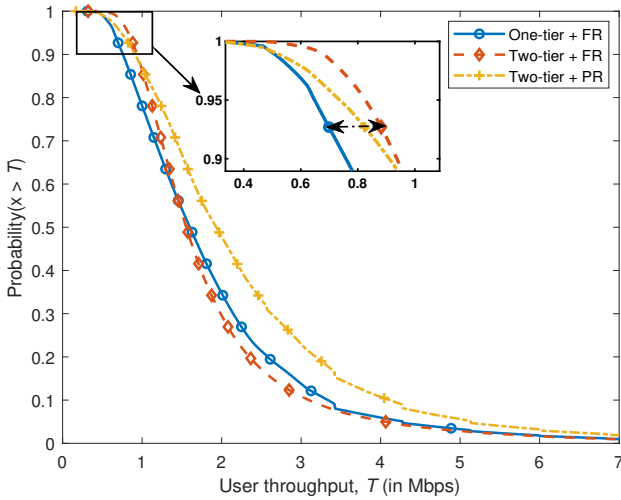 One-tier + FR
Two-tier + FR
Two-tier + PR
1
0.9
0.8
0.7
0.6
0.5
0.4
0.3
0.2
0.1
0
Probability(x > T)
1
0.95
0.9
0.4 0.6 0.8 1
0 1 2 3 4 5 6 7
User throughput, T (in Mbps)